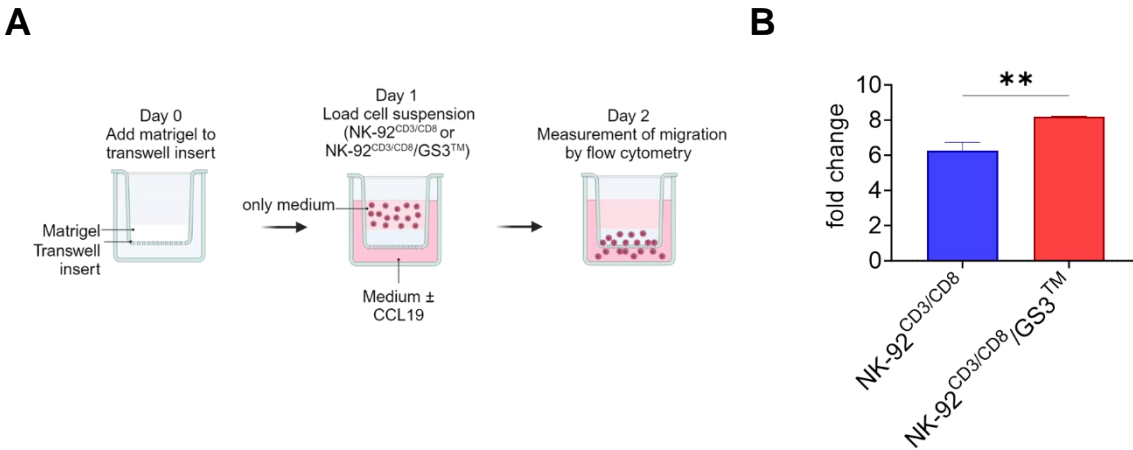 A
Day 0
Add matrigel to
transwell insert
Matrigel
Transwell
insert
Day 1
Load cell suspension
(NK-92CD3/CD8 or
NK-92CD3/CD8/GS3TM)
only medium
Medium ±
CCL19
Day 2
Measurement of migration
by flow cytometry
B
**
fold change
10
8
6
4
2
0
NK-92CD3/CD8
NK-92CD3/CD8/GS3TM